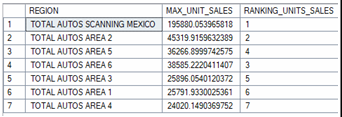 REGION MAX_UNIT_SALES RANKING_UNITS_SALES
1 TOTAL AUTOS SCANNING MEXICO 195880.053965818 1
2 TOTAL AUTOS AREA 2 45319.9159632389 2
3 TOTAL AUTOS AREA 5 36266.8999742575 3
4 TOTAL AUTOS AREA 6 38585.2220411407 4
5 TOTAL AUTOS AREA 3 25896.0540120372 5
6 TOTAL AUTOS AREA 1 25791.9330025361 6
7 TOTAL AUTOS AREA 4 24020.1490369752 7